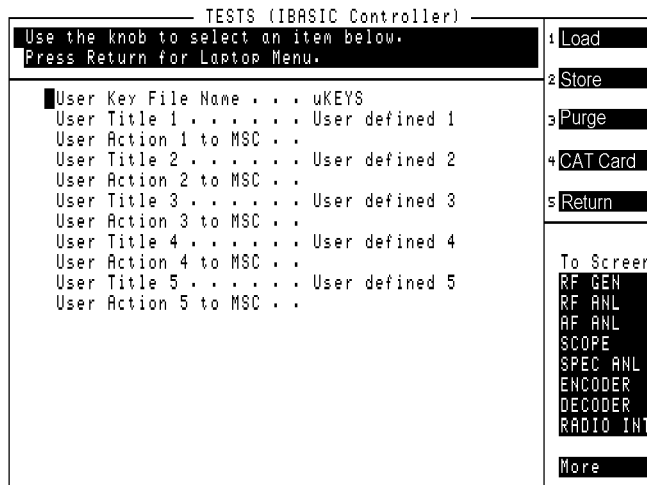 TESTS (IBASIC Controller)
Use the knob to select an item below.
Press Return for Laptop Menu.
User Key File Name . . . uKEYS
User Title 1 . . . . . . User defined 1
User Action 1 to MSC . .
User Title 2 . . . . . . User defined 2
User Action 2 to MSC . .
User Title 3 . . . . . . User defined 3
User Action 3 to MSC . .
User Title 4 . . . . . . User defined 4
User Action 4 to MSC . .
User Title 5 . . . . . . User defined 5
User Action 5 to MSC . .
1 Load
2 Store
3 Purge
4 CAT Card
5 Return
To Screen
RF GEN
RF ANL
AF ANL
SCOPE
SPEC ANL
ENCODER
DECODER
RADIO INT
More